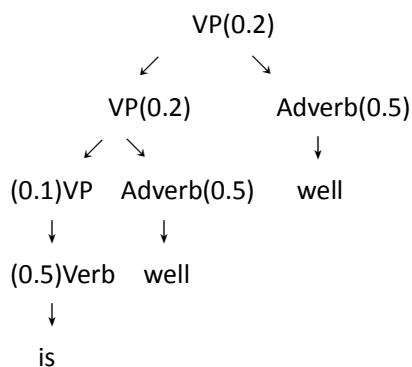 VP(0.2)
VP(0.2) Adverb(0.5)
(0.1)VP Adverb(0.5) well
(0.5)Verb well
is